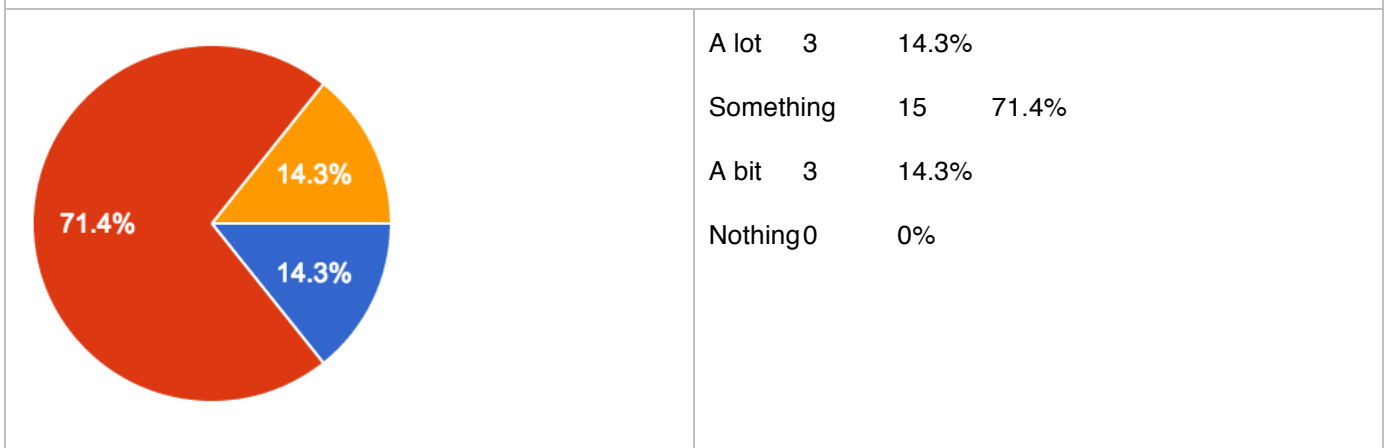 14.3%
71.4%
14.3%
A lot 3 14.3%
Something 15 71.4%
A bit 3 14.3%
Nothing 0 0%